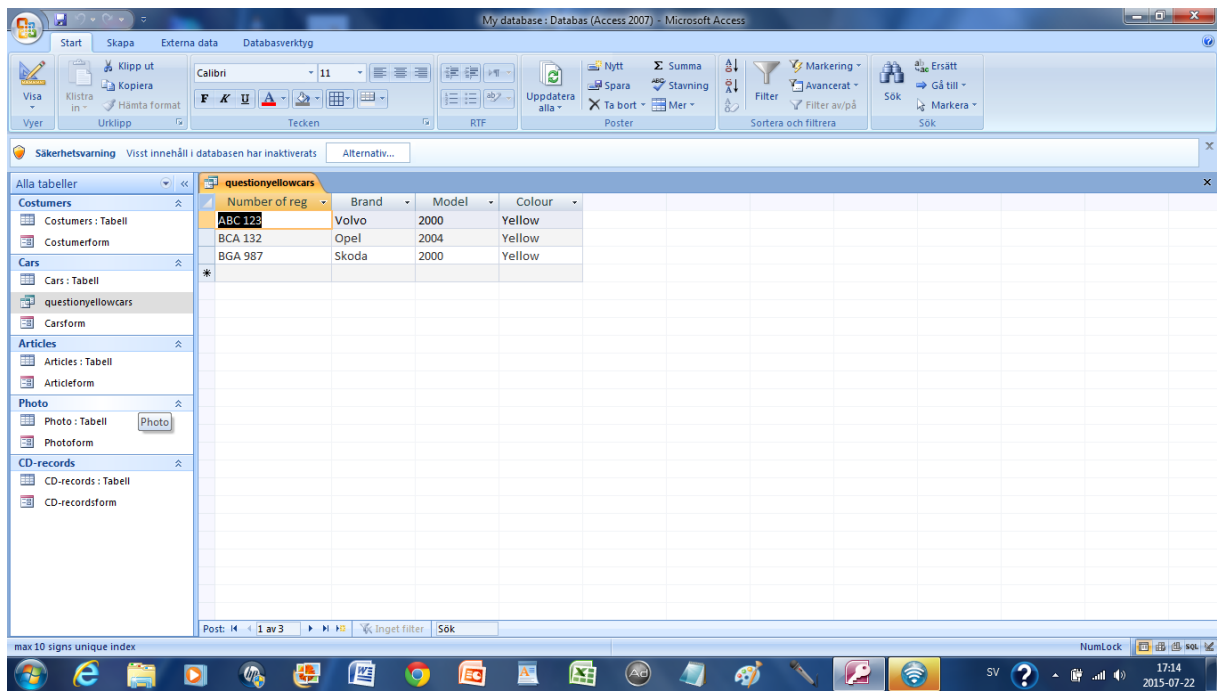 My database : Databas (Access 2007) - Microsoft Access
Start Skapa Externa data Databasverktyg
Visa
Klistra in
Klipp ut
Kopiera
Hämta format
Calibri 11
F K U
Uppdatera alla
Nytt
Spara
Ta bort
Σ Summa
ABC Stavning
Mer
Filter
Markering
Avancerat
Filter av/på
Sök
Ersätt
Gå till
Markera
Vyer Urklipp Tecken RTF Poster Sortera och filtrera Sök
Säkerhetsvarning Visst innehåll i databasen har inaktiverats Alternativ...
Alla tabeller
Costumers
Costumers : Tabell
Costumerform
Cars
Cars : Tabell
questionyellowcars
Carsform
Articles
Articles : Tabell
Articleform
Photo
Photo : Tabell
Photo
Photoform
CD-records
CD-records : Tabell
CD-recordsform
questionyellowcars
Number of reg Brand Model Colour
ABC 123 Volvo 2000 Yellow
BCA 132 Opel 2004 Yellow
BGA 987 Skoda 2000 Yellow
Post: 1 av 3 Inget filter Sök
max 10 signs unique index
NumLock
SQL
Ad
SV
17:14
2015-07-22